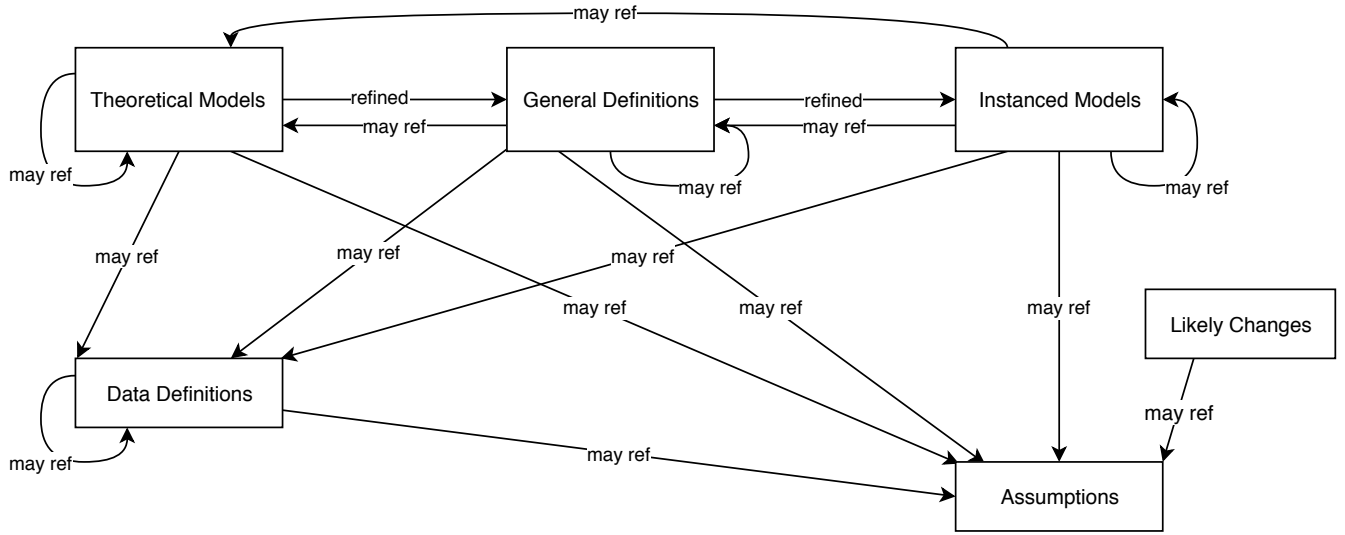 may ref
Theoretical Models
refined
General Definitions
refined
Instanced Models
may ref
may ref
may ref
may ref
may ref
may ref
may ref
may ref
may ref
may ref
may ref
may ref
Likely Changes
Data Definitions
may ref
may ref
may ref
Assumptions